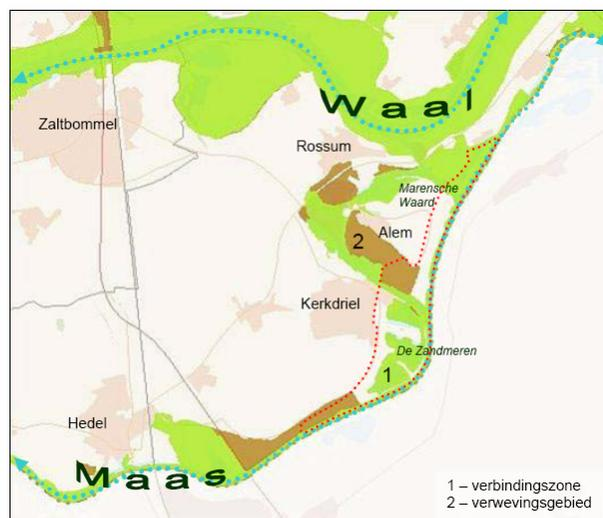 Waal
Zaltbommel
Rossum
Marensche
Waard
2
Alem
Kerkdriel
De Zandmeren
1
Hedel
Maas
1 – verbindingszone
2 – verwevingsgebied